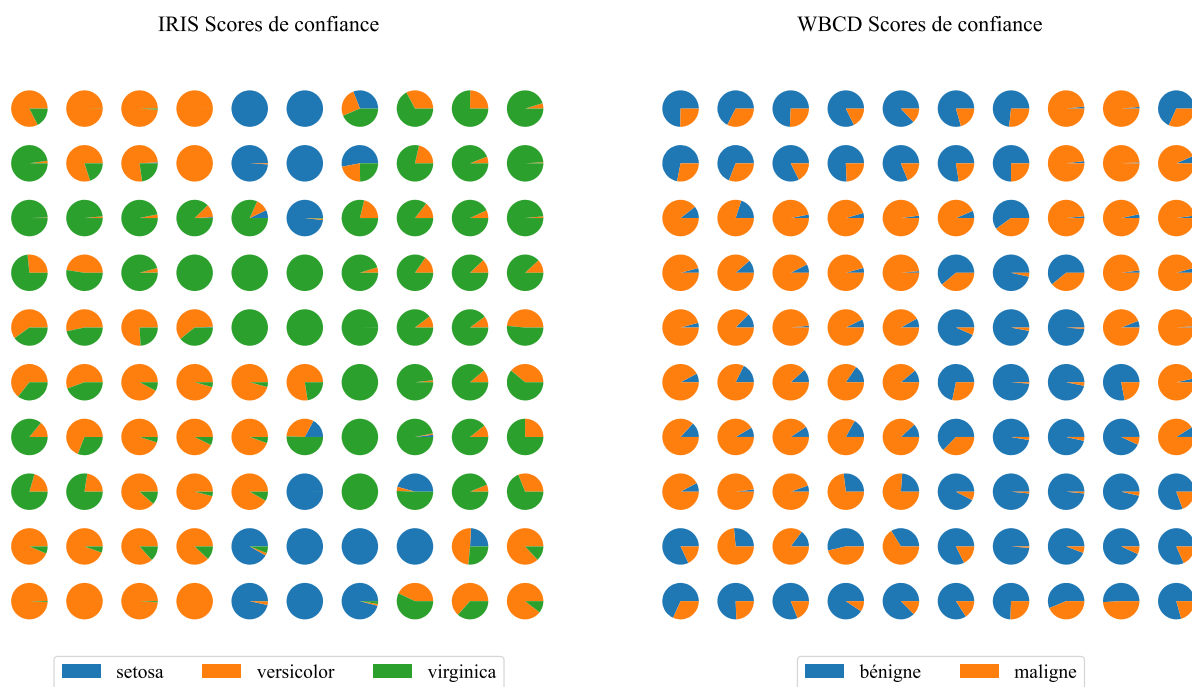 IRIS Scores de confiance
WBCD Scores de confiance
setosa versicolor virginica
bénigne maligne